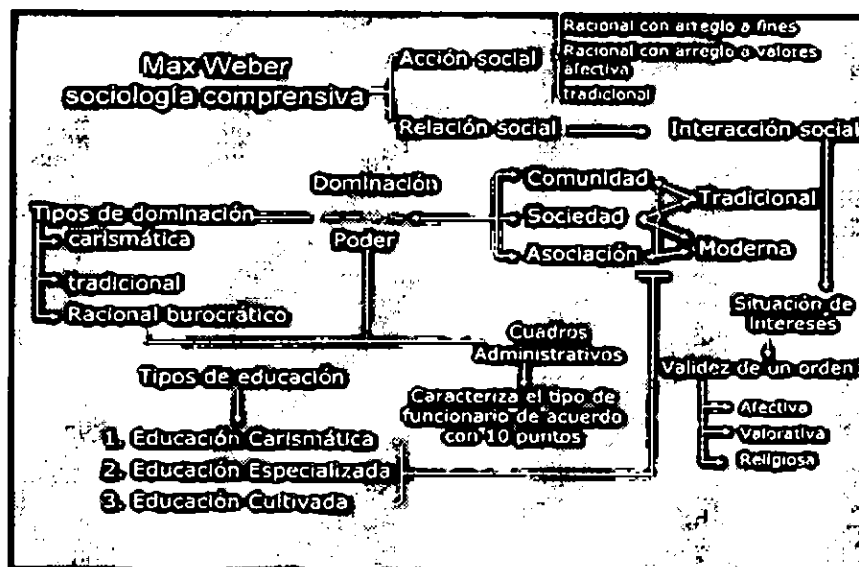 Max Weber
sociología comprensiva
Acción social
Racional con arreglo a fines
Racional con arreglo a valores
afectiva
tradicional
Relación social
Interacción social
Dominación
Poder
Tipos de dominación
carismática
tradicional
Racional burocrático
Comunidad
Sociedad
Asociación
Tradicional
Moderna
Situación de
Intereses
Validez de un orden
Afectiva
Valorativa
Religiosa
Cuadros
Administrativos
Caracteriza el tipo de
funcionario de acuerdo
con 10 puntos
Tipos de educación
1. Educación Carismática
2. Educación Especializada
3. Educación Cultivada